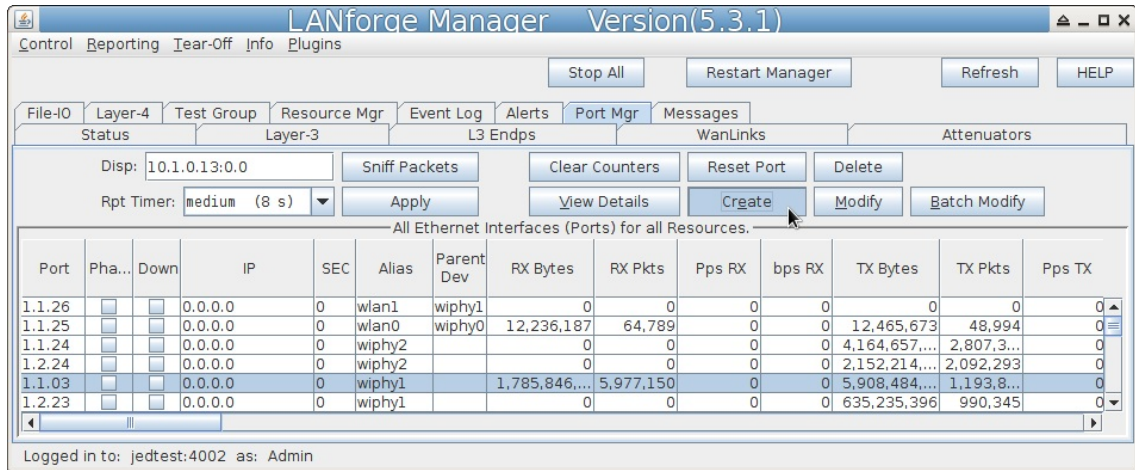 LANforge Manager Version(5.3.1)
Control Reporting Tear-Off Info Plugins
Stop All Restart Manager Refresh HELP
File-IO Layer-4 Test Group Resource Mgr Event Log Alerts Port Mgr Messages
Status Layer-3 L3 Endps WanLinks Attenuators
Disp: 10.1.0.13:0.0 Sniff Packets Clear Counters Reset Port Delete
Rpt Timer: medium (8 s) Apply View Details Create Modify Batch Modify
All Ethernet Interfaces (Ports) for all Resources.
Port Pha... Down IP SEC Alias Parent Dev RX Bytes RX Pkts Pps RX bps RX TX Bytes TX Pkts Pps TX
1.1.26 0.0.0.0 0 wlan1 wiphy1 0 0 0 0 0 0 0
1.1.25 0.0.0.0 0 wlan0 wiphy0 12,236,187 64,789 0 0 12,465,673 48,994 0
1.1.24 0.0.0.0 0 wiphy2 0 0 0 0 4,164,657,... 2,807,3... 0
1.2.24 0.0.0.0 0 wiphy2 0 0 0 0 2,152,214,... 2,092,293 0
1.1.03 0.0.0.0 0 wiphy1 1,785,846,... 5,977,150 0 0 5,908,484,... 1,193,8... 0
1.2.23 0.0.0.0 0 wiphy1 0 0 0 0 635,235,396 990,345 0
Logged in to: jedtest:4002 as: Admin